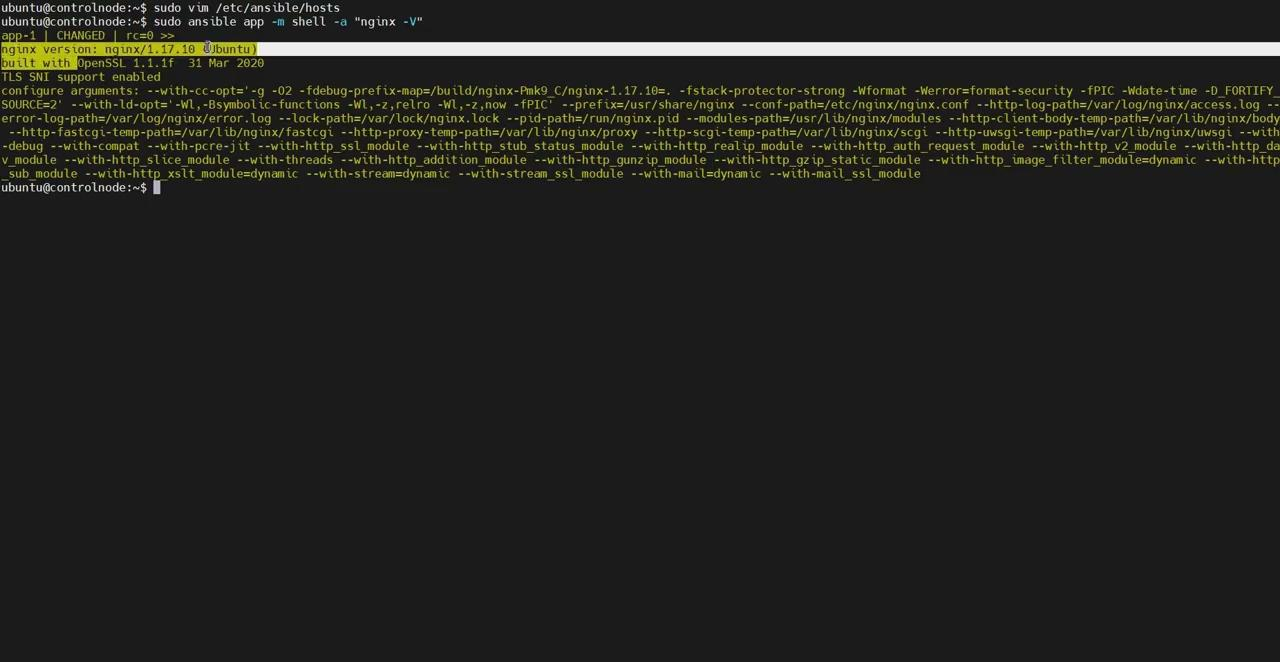 ubuntu@controlnode:~$ sudo vim /etc/ansible/hosts
ubuntu@controlnode:~$ sudo ansible app -m shell -a "nginx -V"
app-1 | CHANGED | rc=0 >>
nginx version: nginx/1.17.10 (Ubuntu)
built with OpenSSL 1.1.1f  31 Mar 2020
TLS SNI support enabled
configure arguments: --with-cc-opt='-g -O2 -fdebug-prefix-map=/build/nginx-Pmk9_C/nginx-1.17.10=. -fstack-protector-strong -Wformat -Werror=format-security -fPIC -Wdate-time -D_FORTIFY_
SOURCE=2' --with-ld-opt='-Wl,-Bsymbolic-functions -Wl,-z,relro -Wl,-z,now -fPIC' --prefix=/usr/share/nginx --conf-path=/etc/nginx/nginx.conf --http-log-path=/var/log/nginx/access.log --
error-log-path=/var/log/nginx/error.log --lock-path=/var/lock/nginx.lock --pid-path=/run/nginx.pid --modules-path=/usr/lib/nginx/modules --http-client-body-temp-path=/var/lib/nginx/body
--http-fastcgi-temp-path=/var/lib/nginx/fastcgi --http-proxy-temp-path=/var/lib/nginx/proxy --http-scgi-temp-path=/var/lib/nginx/scgi --http-uwsgi-temp-path=/var/lib/nginx/uwsgi --with
-debug --with-compat --with-pcre-jit --with-http_ssl_module --with-http_stub_status_module --with-http_realip_module --with-http_auth_request_module --with-http_v2_module --with-http_da
v_module --with-http_slice_module --with-threads --with-http_addition_module --with-http_gunzip_module --with-http_gzip_static_module --with-http_image_filter_module=dynamic --with-http
_sub_module --with-http_xslt_module=dynamic --with-stream=dynamic --with-stream_ssl_module --with-mail=dynamic --with-mail_ssl_module
ubuntu@controlnode:~$